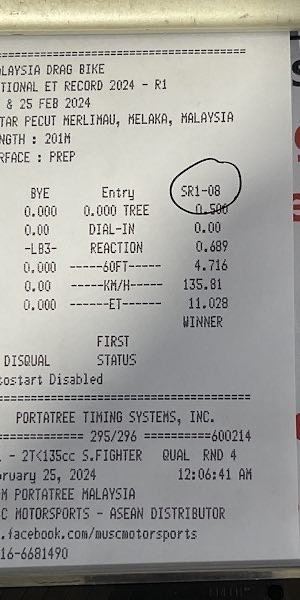 ALAYSIA DRAG BIKE
TIONAL ET RECORD 2024 - R1
& 25 FEB 2024
TAR PECUT MERLIMAU, MELAKA, MALAYSIA
NGTH : 201M
RFACE : PREP
BYE Entry SR1-08
0.000 0.000 TREE 0.500
0.00 DIAL-IN 0.00
-LB3- REACTION 0.689
0.000 -----60FT----- 4.716
0.00 -----KM/H----- 135.81
0.000 ------ET------ 11.028
WINNER
FIRST
DISQUAL STATUS
tostart Disabled
PORTATREE TIMING SYSTEMS, INC.
============ 295/296 ==========600214
- 2T<135cc S.FIGHTER QUAL RND 4
ruary 25, 2024 12:06:41 AM
M PORTATREE MALAYSIA
C MOTORSPORTS - ASEAN DISTRIBUTOR
.facebook.com/muscmotorsports
16-6681490